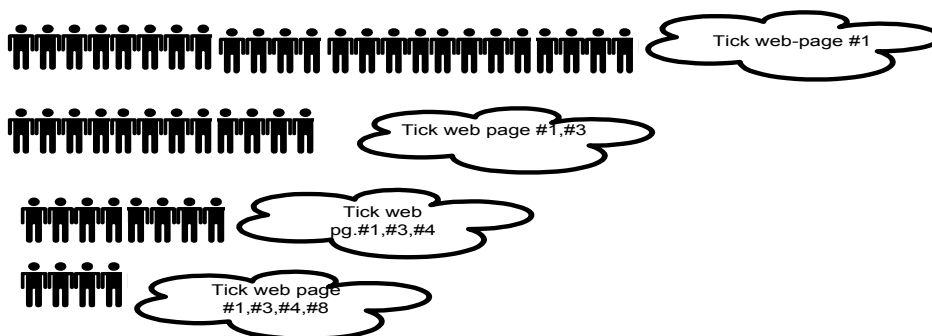 Tick web-page #1
Tick web page #1,#3
Tick web
pg.#1,#3,#4
Tick web page
#1,#3,#4,#8